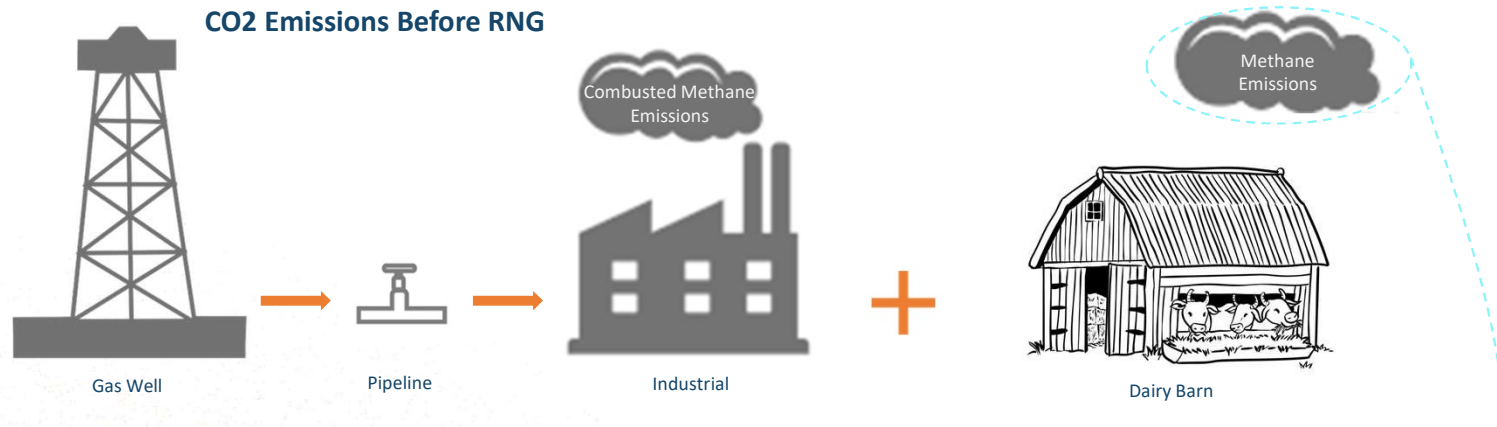 CO2 Emissions Before RNG
Combusted Methane
Emissions
Methane
Emissions
Gas Well
Pipeline
Industrial
Dairy Barn